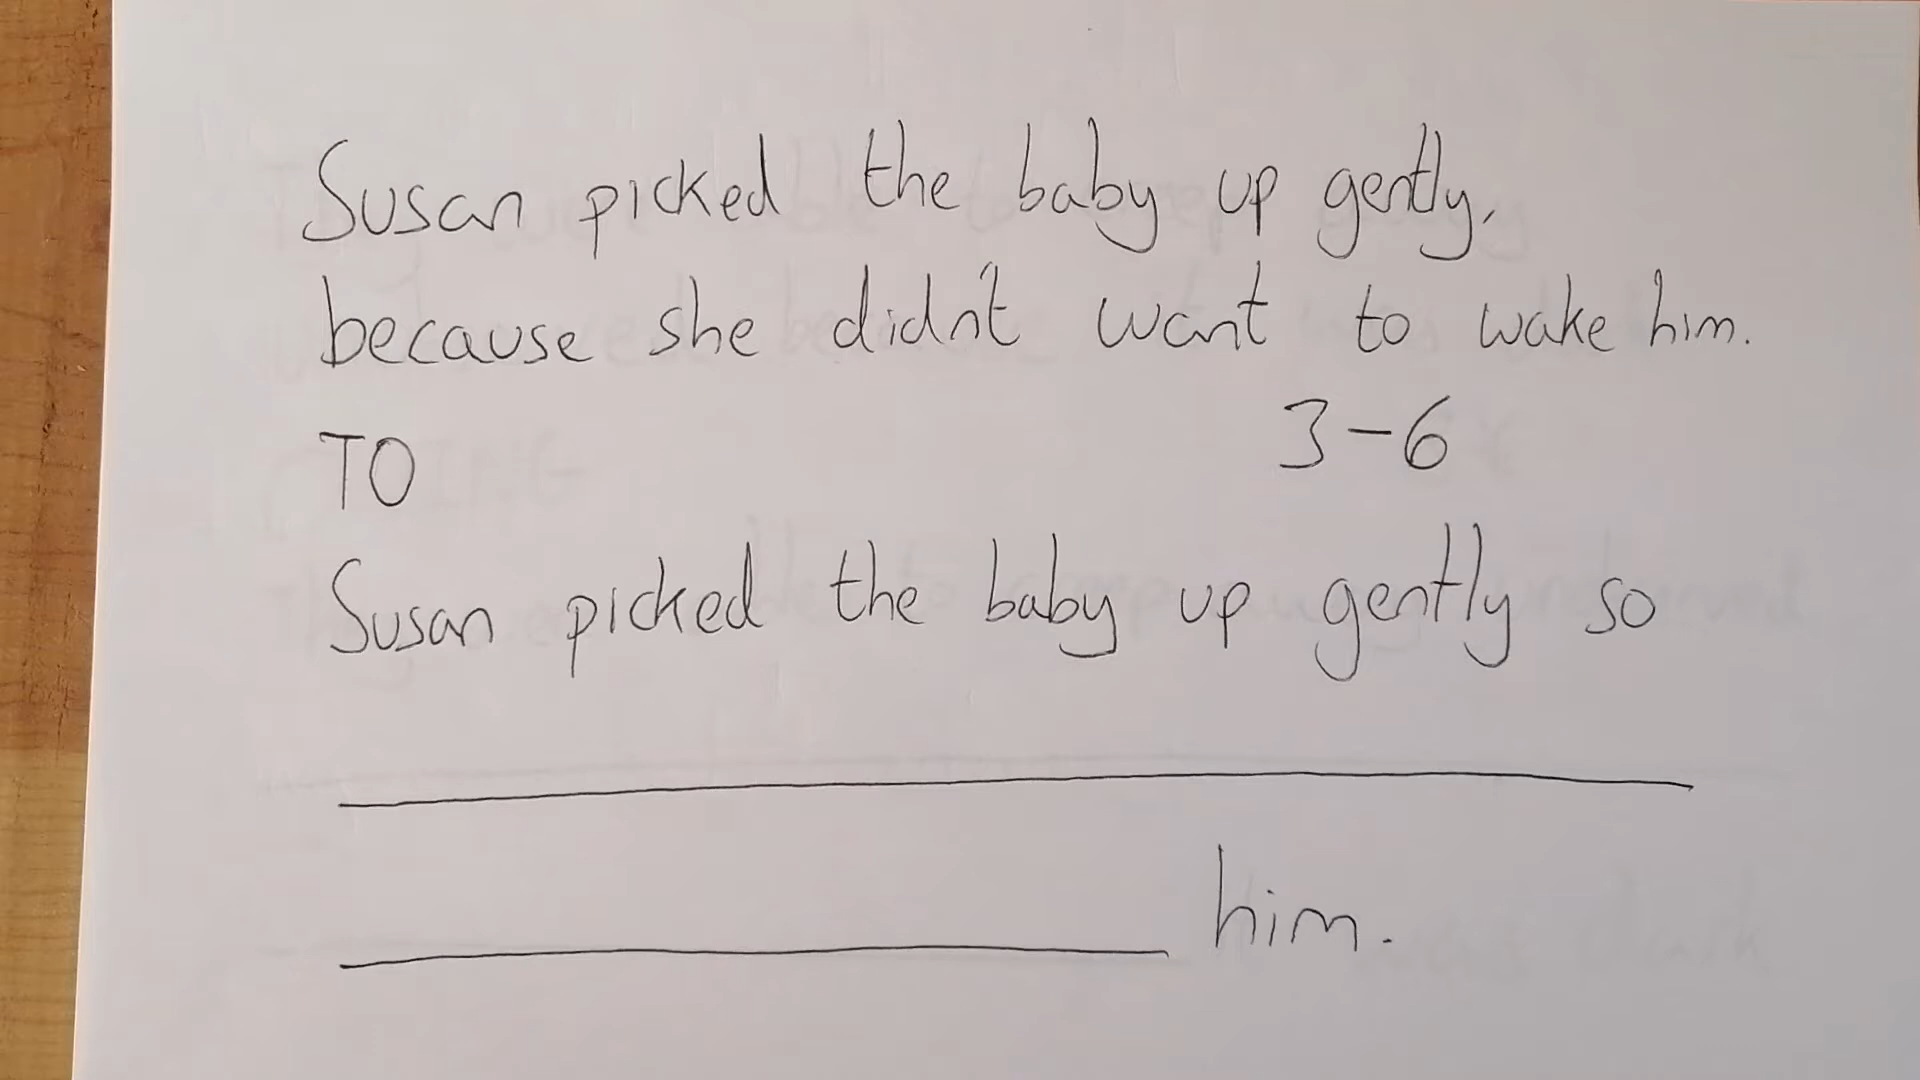 Susan picked the baby up gently,
because she didn't want to wake him.
TO 3-6
Susan picked the baby up gently so
him.